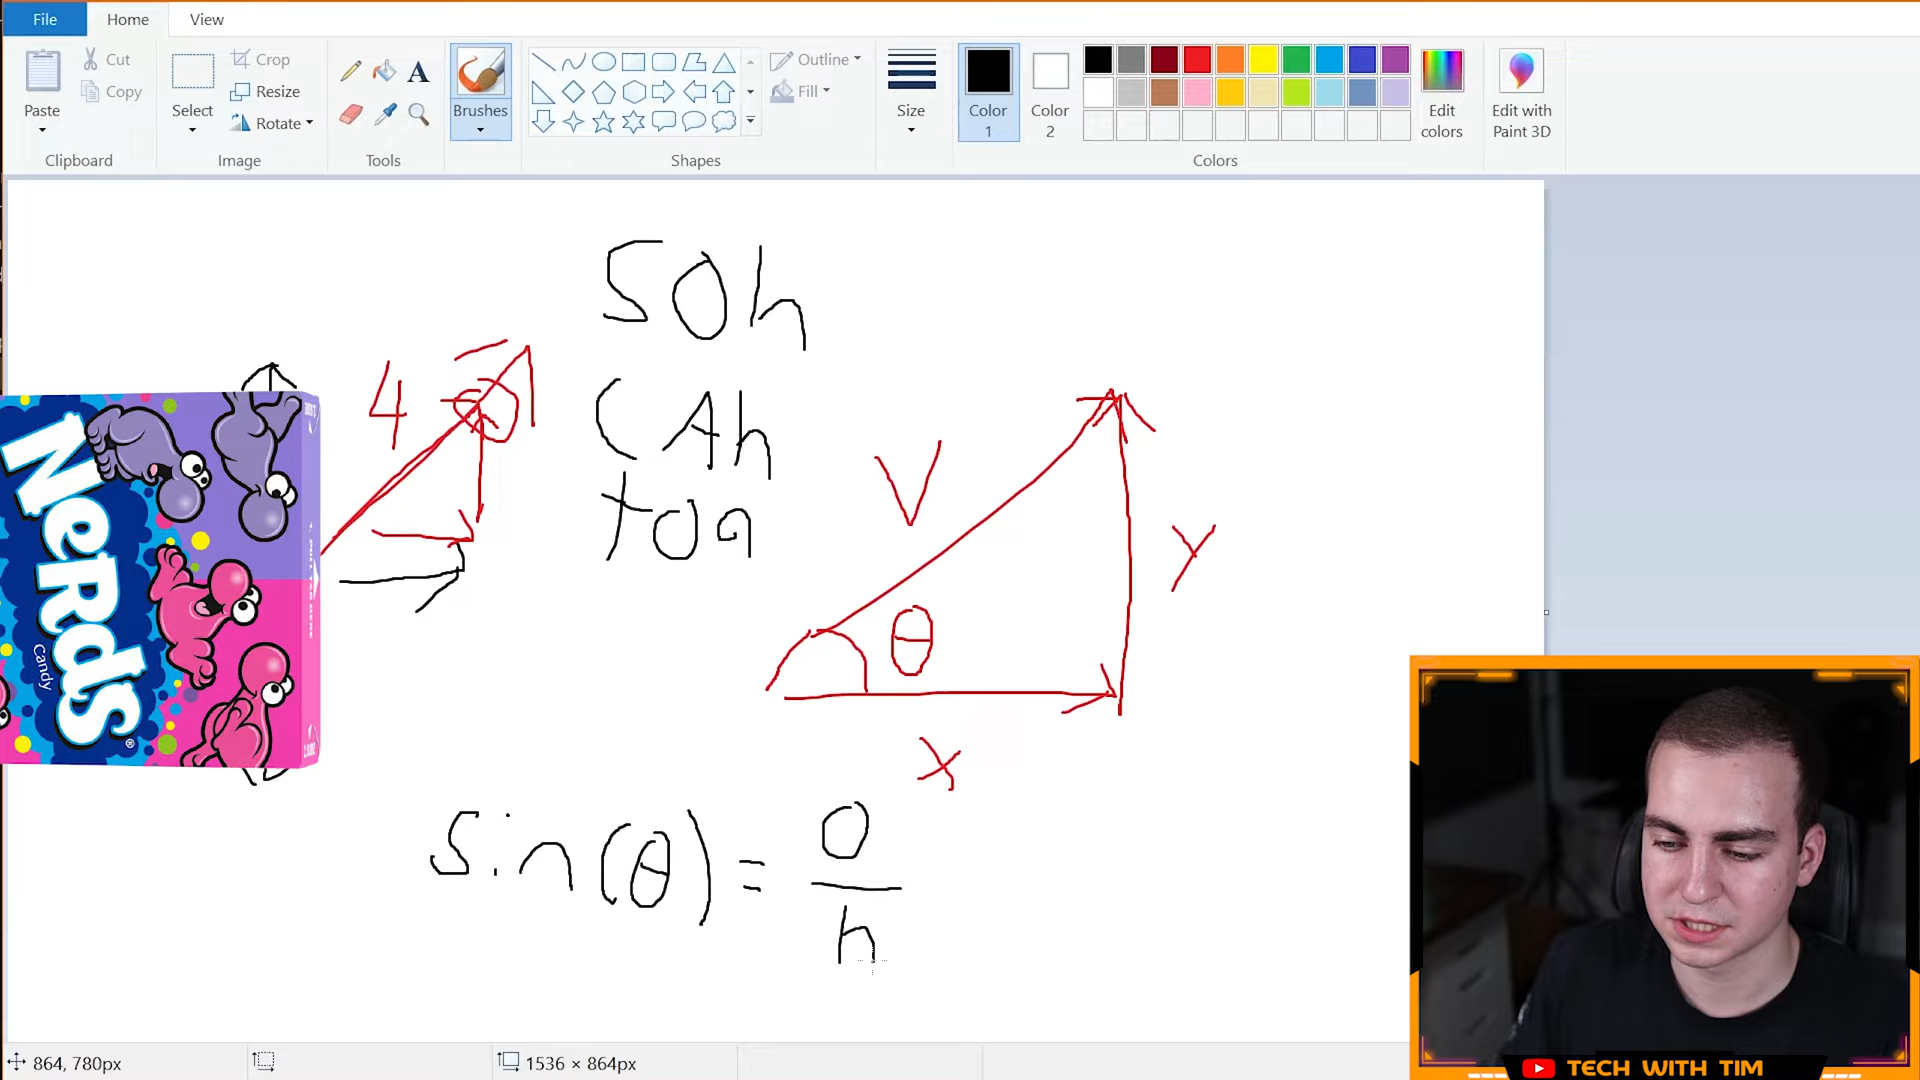 File Home View
Paste
Cut
Copy
Clipboard
Select
Crop
Resize
Rotate
Image
Tools
Brushes
Outline
Fill
Shapes
Size
Color 1
Color 2
Colors
Edit colors
Edit with Paint 3D
SOh
CAh
toa
4
V
θ
y
x
Nerds
Candy
®
sin(θ) = O
h
864, 780px
1536 × 864px
TECH WITH TIM